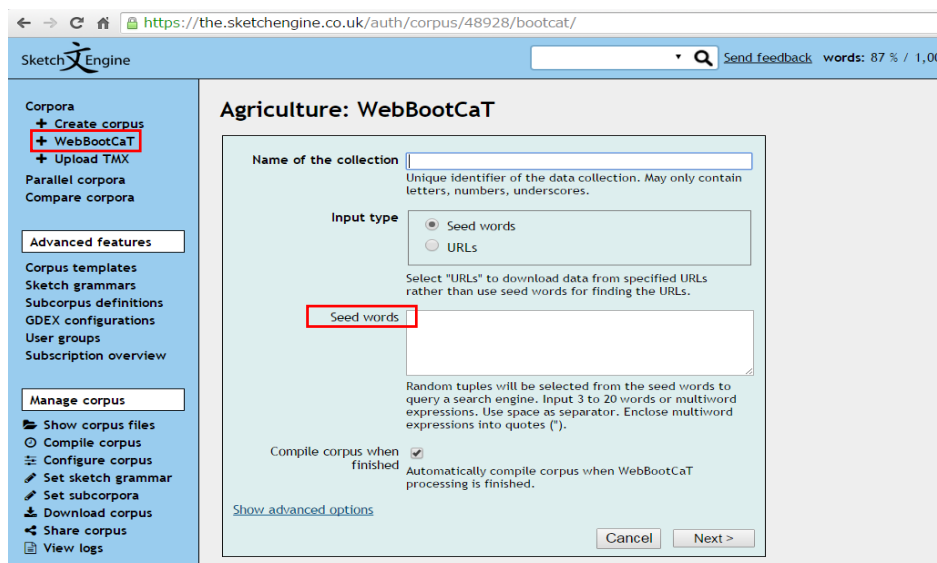 https://the.sketchengine.co.uk/auth/corpus/48928/bootcat/
Sketch Engine
Send feedback words: 87 % / 1,00
Corpora
+ Create corpus
+ WebBootCaT
+ Upload TMX
Parallel corpora
Compare corpora
Advanced features
Corpus templates
Sketch grammars
Subcorpus definitions
GDEX configurations
User groups
Subscription overview
Manage corpus
Show corpus files
Compile corpus
Configure corpus
Set sketch grammar
Set subcorpora
Download corpus
Share corpus
View logs
Agriculture: WebBootCaT
Name of the collection
Unique identifier of the data collection. May only contain
letters, numbers, underscores.
Input type
Seed words
URLs
Select "URLs" to download data from specified URLs
rather than use seed words for finding the URLs.
Seed words
Random tuples will be selected from the seed words to
query a search engine. Input 3 to 20 words or multiword
expressions. Use space as separator. Enclose multiword
expressions into quotes (").
Compile corpus when
finished
Automatically compile corpus when WebBootCaT
processing is finished.
Show advanced options
Cancel
Next >